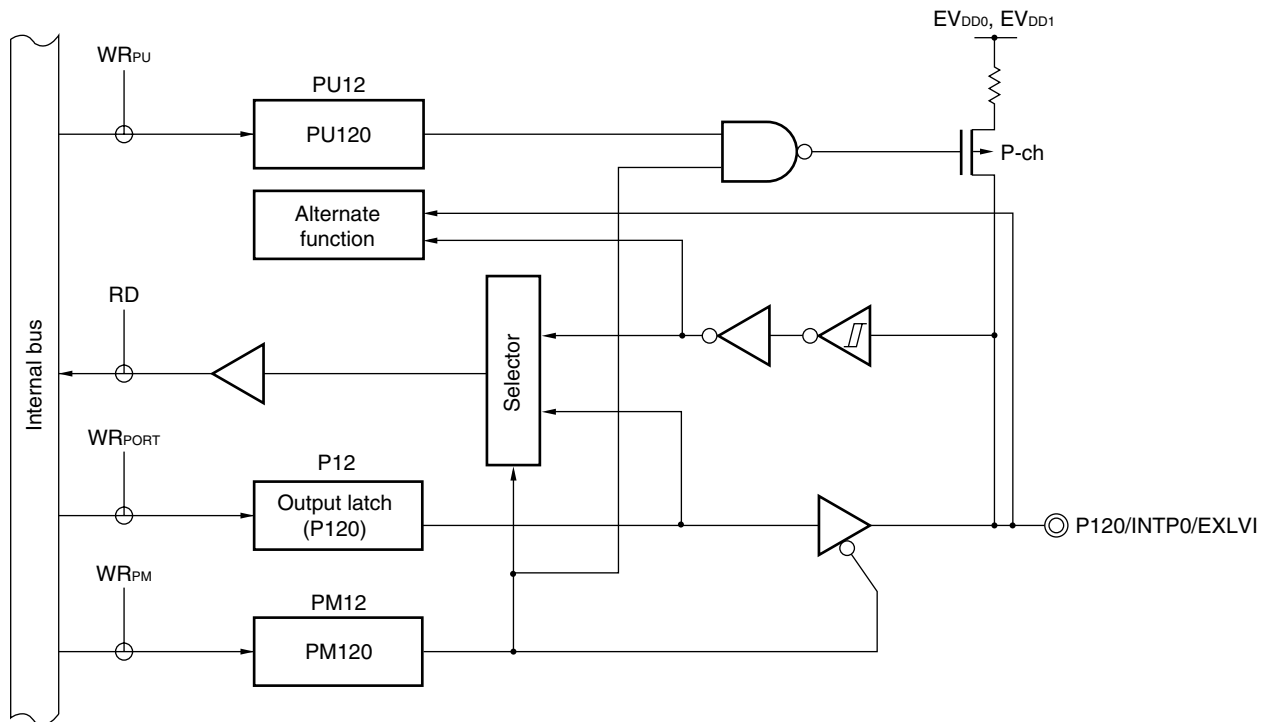 EVDD0, EVDD1
WRPU
PU12
PU120
P-ch
Alternate
function
RD
Selector
Internal bus
WRPORT
P12
Output latch
(P120)
P120/INTP0/EXLVI
WRPM
PM12
PM120